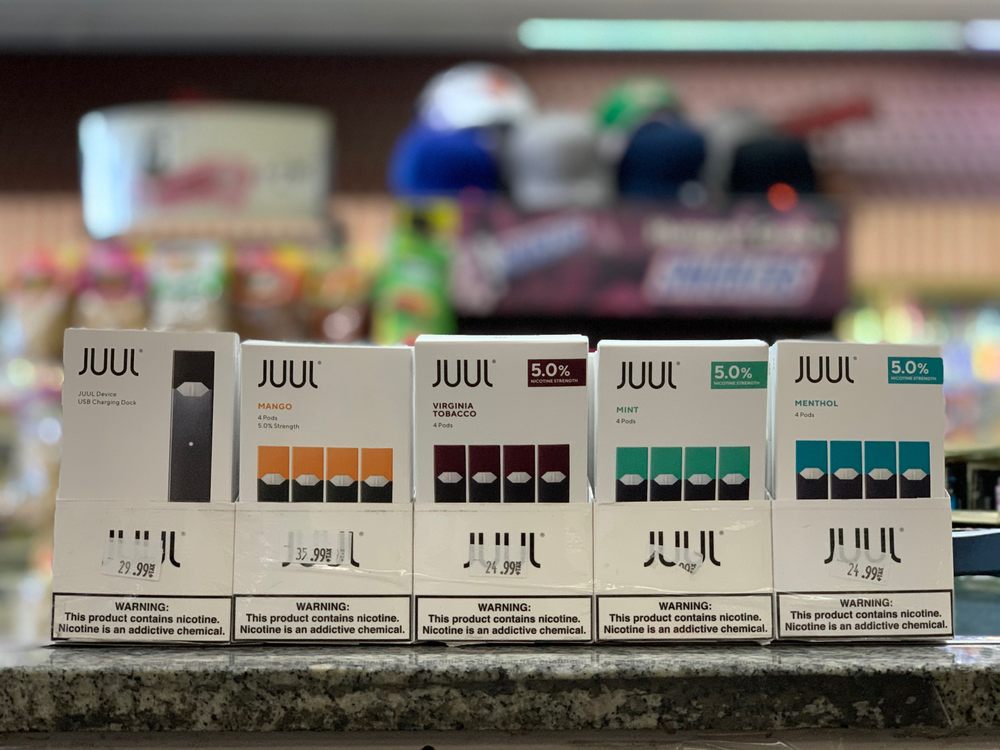 JUUL
JUUL Device
USB Charging Dock
JUUL
MANGO
4 Pods
5.0% Strength
JUUL
5.0%
NICOTINE STRENGTH
VIRGINIA
TOBACCO
4 Pods
JUUL
5.0%
NICOTINE STRENGTH
MINT
4 Pods
JUUL
5.0%
NICOTINE STRENGTH
MENTHOL
4 Pods
JUUL
29.99
WARNING:
This product contains nicotine.
Nicotine is an addictive chemical.
JUUL
35.99
WARNING:
This product contains nicotine.
Nicotine is an addictive chemical.
JUUL
24.99
WARNING:
This product contains nicotine.
Nicotine is an addictive chemical.
JUUL
WARNING:
This product contains nicotine.
Nicotine is an addictive chemical.
JUUL
24.99
WARNING:
This product contains nicotine.
Nicotine is an addictive chemical.